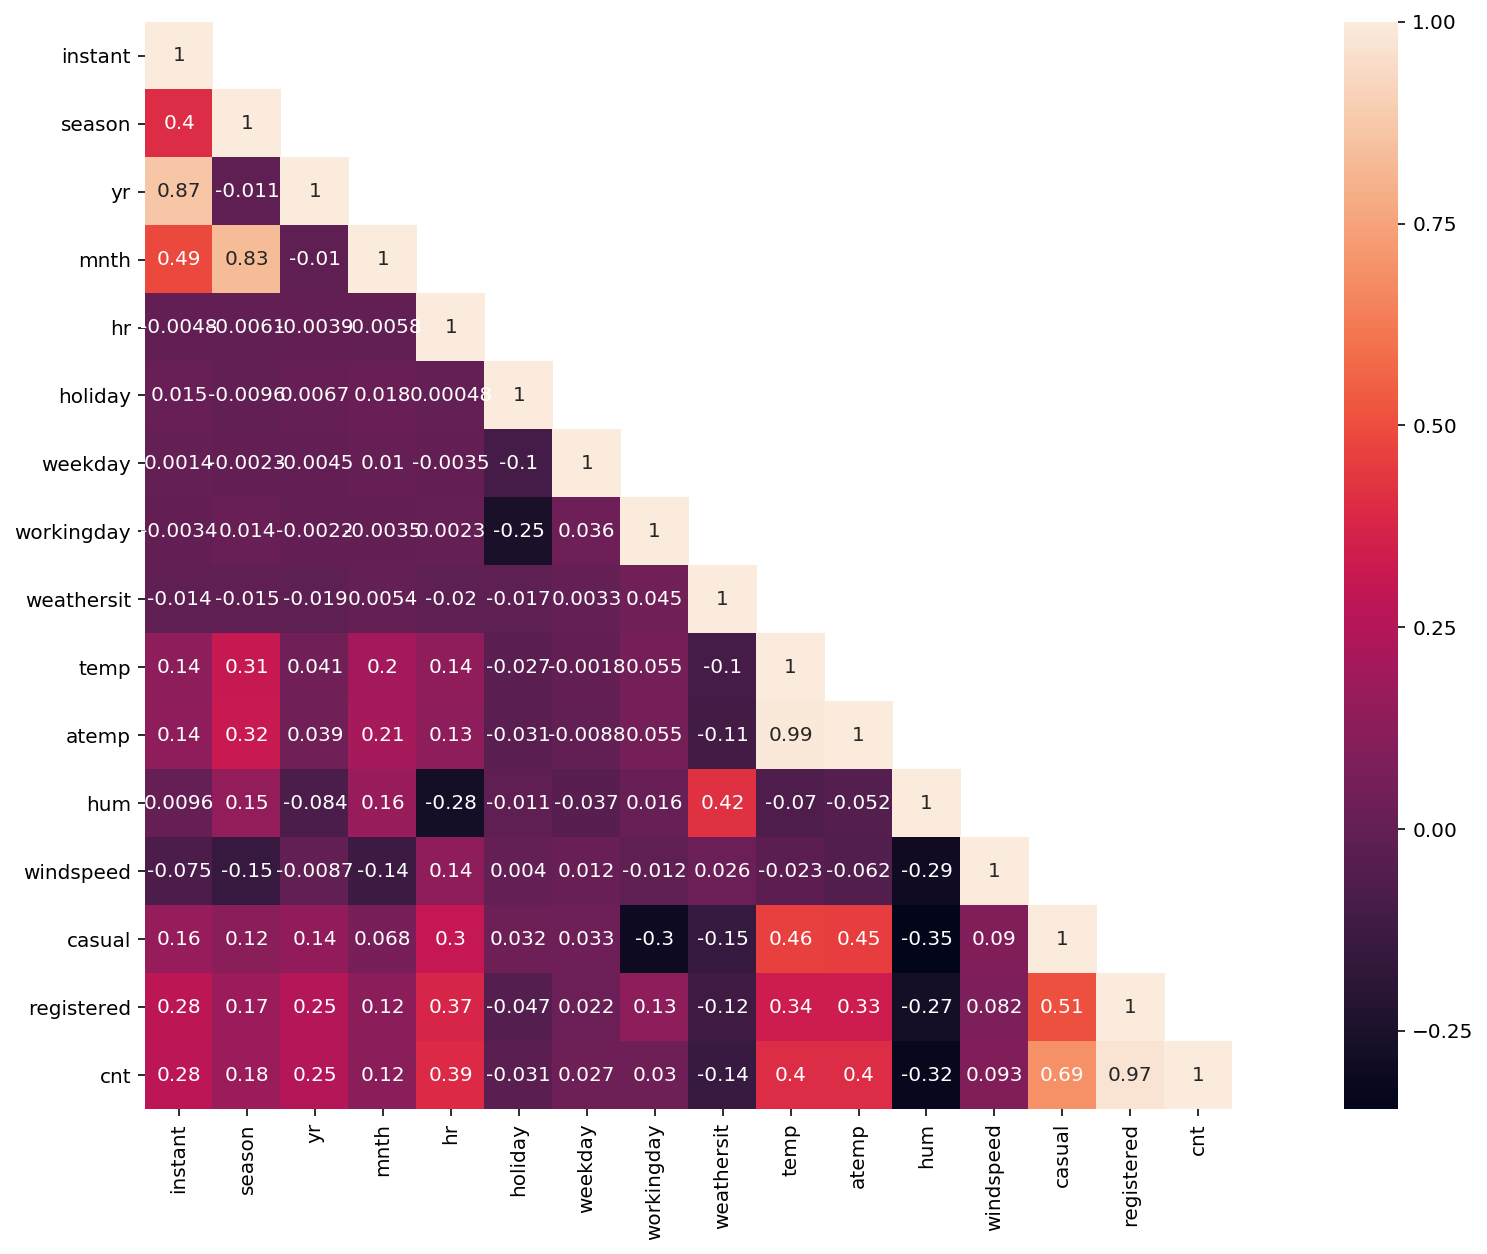 1.00
instant 1
season 0.4 1
yr 0.87 -0.011 1
0.75
mnth 0.49 0.83 -0.01 1
hr -0.0048 -0.0061 -0.0039 -0.0058 1
holiday 0.015 -0.0096 0.0067 0.018 0.00048 1
0.50
weekday 0.0014 -0.0023 -0.0045 0.01 -0.0035 -0.1 1
workingday -0.0034 0.014 -0.0022 -0.0035 0.0023 -0.25 0.036 1
weathersit -0.014 -0.015 -0.019 0.0054 -0.02 -0.017 0.0033 0.045 1
0.25
temp 0.14 0.31 0.041 0.2 0.14 -0.027 -0.0018 0.055 -0.1 1
atemp 0.14 0.32 0.039 0.21 0.13 -0.031 -0.0088 0.055 -0.11 0.99 1
hum 0.0096 0.15 -0.084 0.16 -0.28 -0.011 -0.037 0.016 0.42 -0.07 -0.052 1
0.00
windspeed -0.075 -0.15 -0.0087 -0.14 0.14 0.004 0.012 -0.012 0.026 -0.023 -0.062 -0.29 1
casual 0.16 0.12 0.14 0.068 0.3 0.032 0.033 -0.3 -0.15 0.46 0.45 -0.35 0.09 1
registered 0.28 0.17 0.25 0.12 0.37 -0.047 0.022 0.13 -0.12 0.34 0.33 -0.27 0.082 0.51 1
−0.25
cnt 0.28 0.18 0.25 0.12 0.39 -0.031 0.027 0.03 -0.14 0.4 0.4 -0.32 0.093 0.69 0.97 1
instant season yr mnth hr holiday weekday workingday weathersit temp atemp hum windspeed casual registered cnt